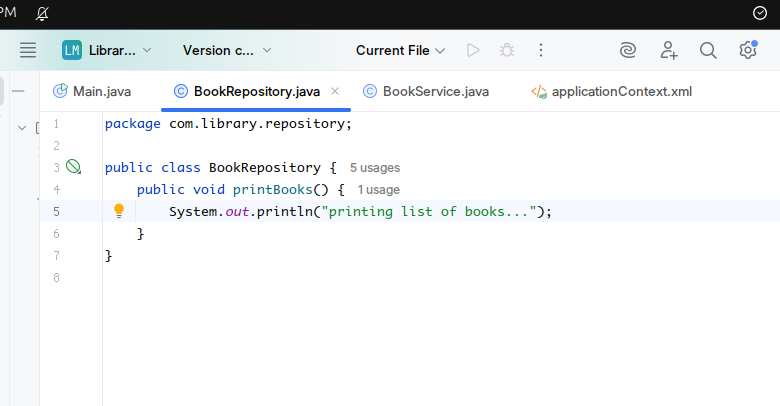 PM
LM Librar... Version c... Current File
Main.java BookRepository.java BookService.java applicationContext.xml
1 package com.library.repository;
2
3 public class BookRepository { 5 usages
4 public void printBooks() { 1 usage
5 System.out.println("printing list of books...");
6 }
7 }
8